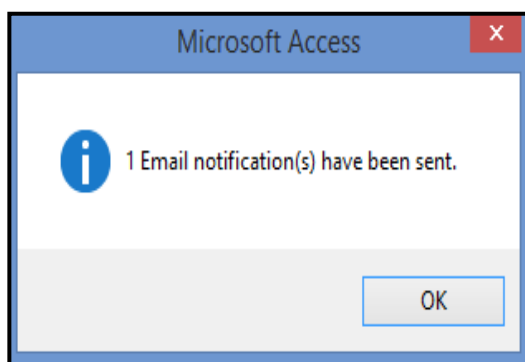 Microsoft Access
x
1 Email notification(s) have been sent.
OK